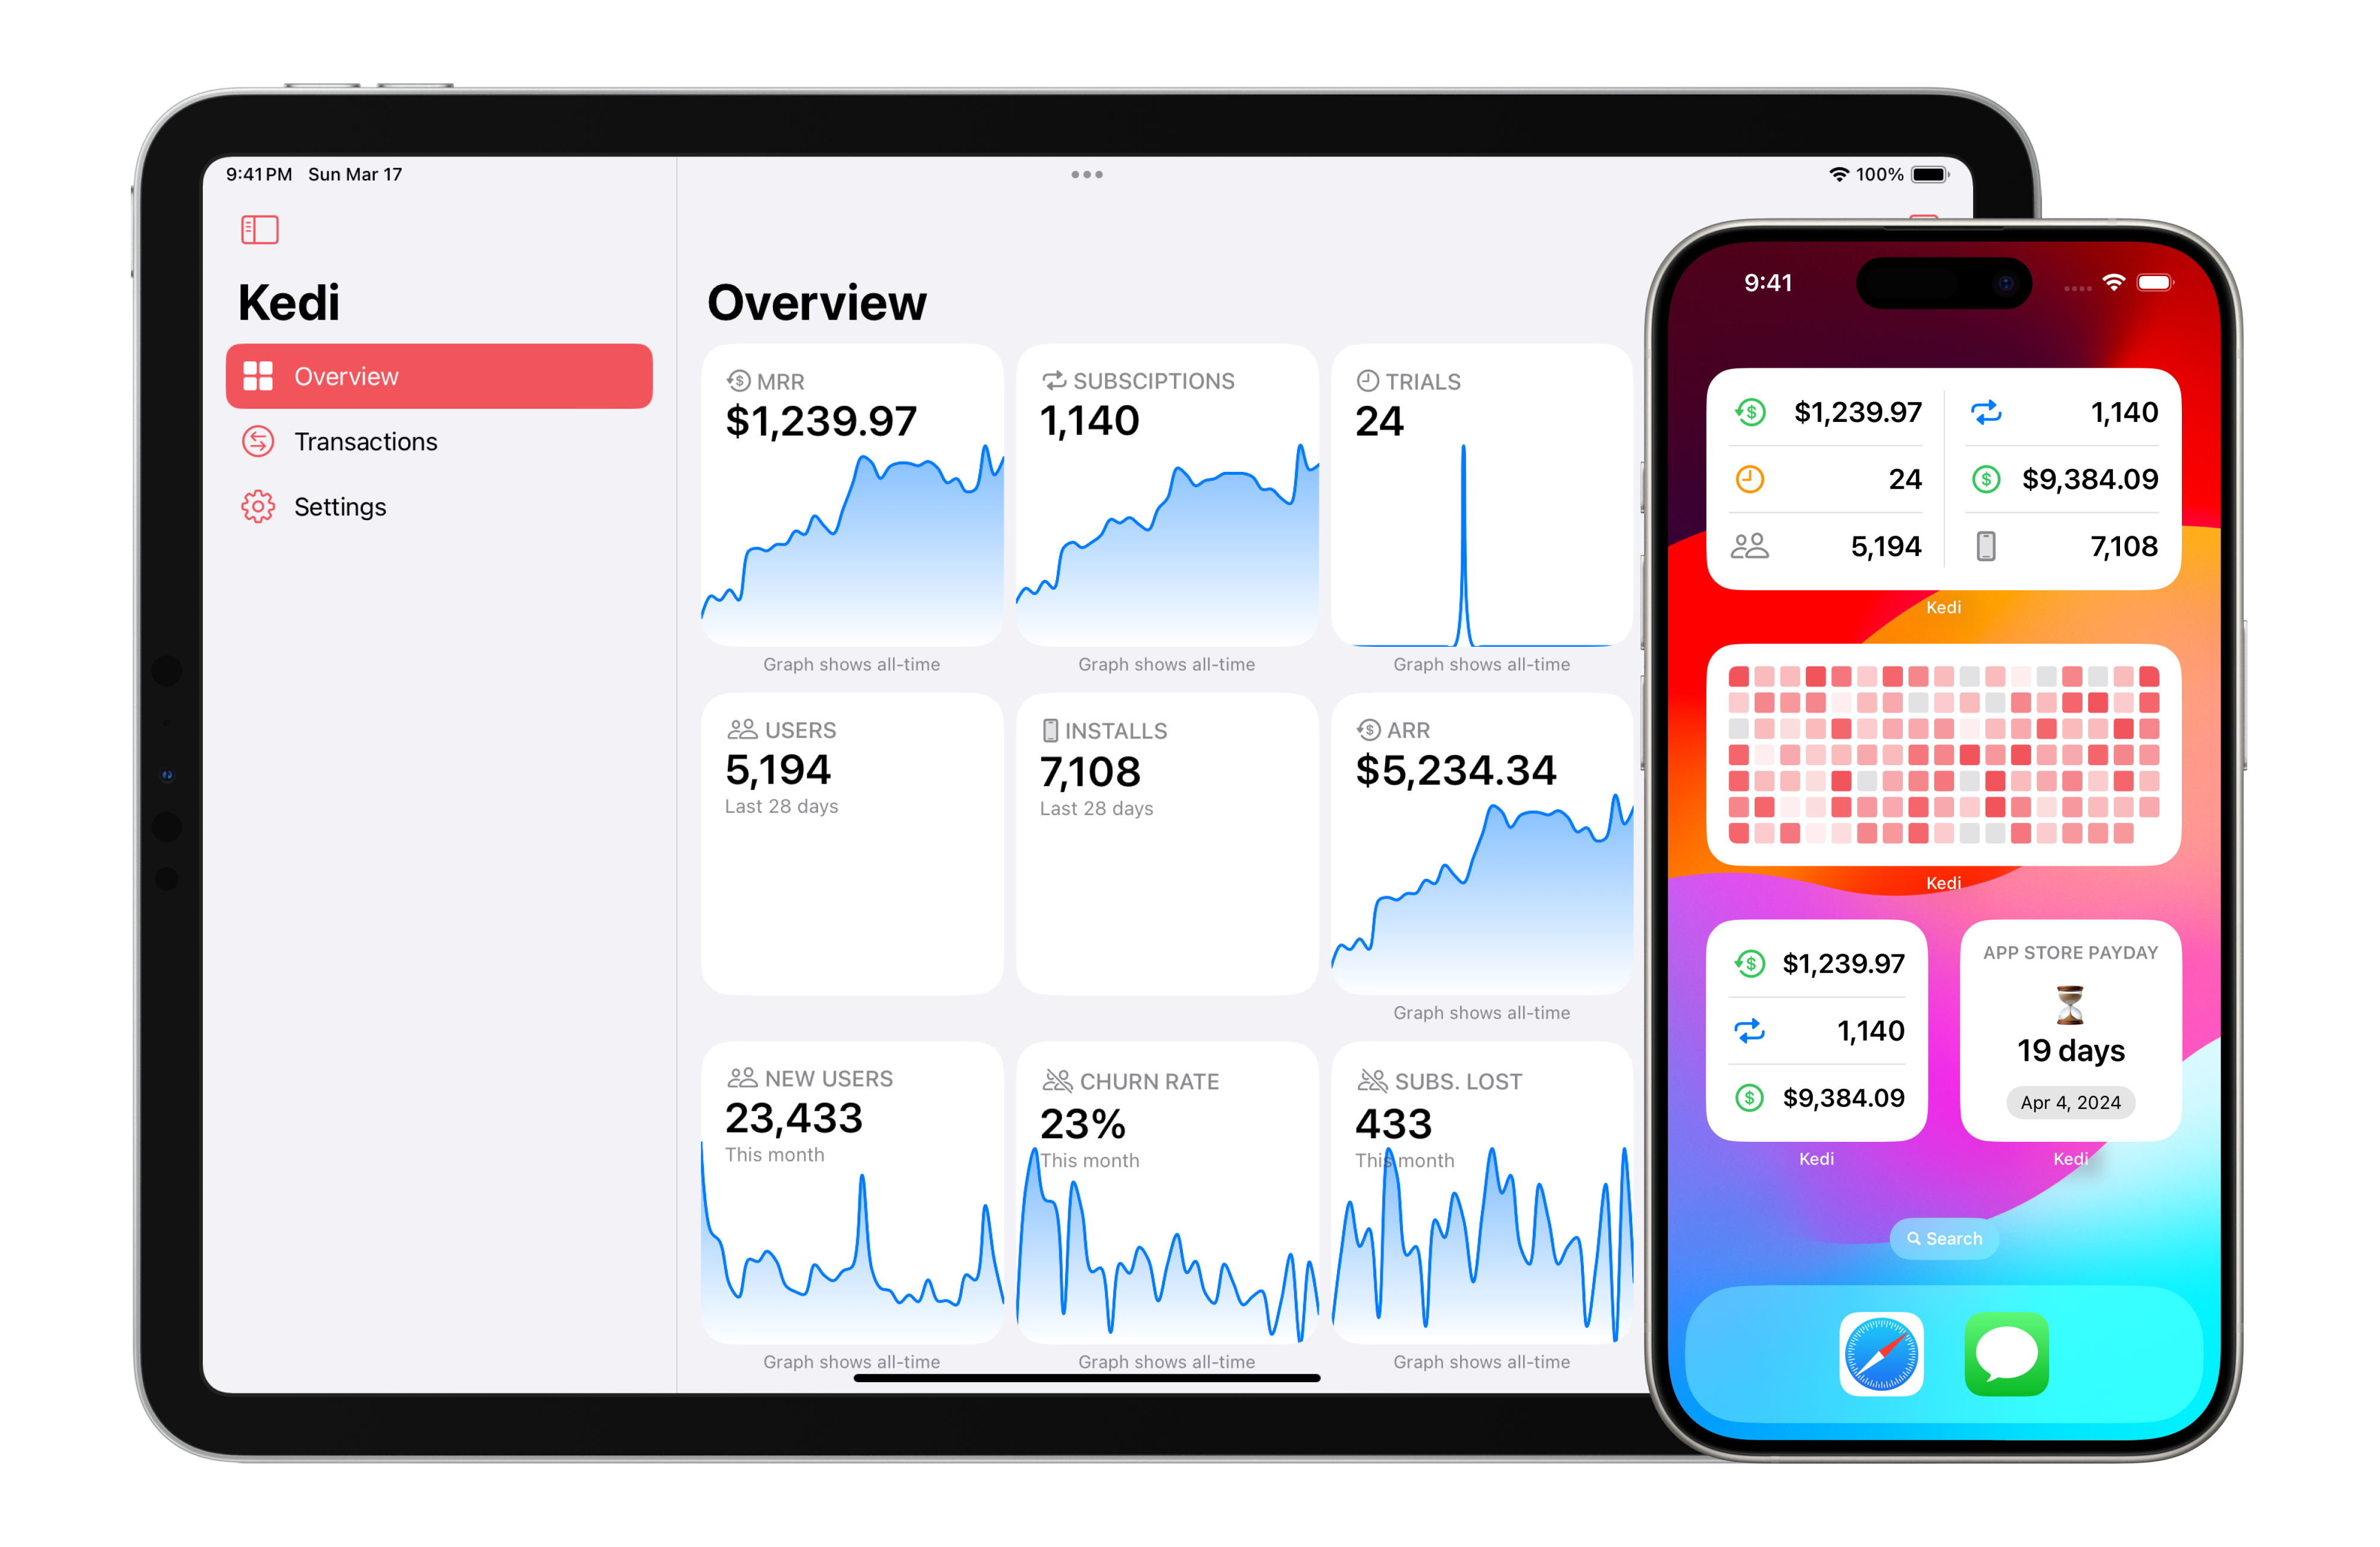 9:41 PM Sun Mar 17
100%
Kedi
Overview
Transactions
Settings
Overview
MRR
$1,239.97
Graph shows all-time
SUBSCIPTIONS
1,140
Graph shows all-time
TRIALS
24
Graph shows all-time
USERS
5,194
Last 28 days
INSTALLS
7,108
Last 28 days
ARR
$5,234.34
Graph shows all-time
NEW USERS
23,433
This month
Graph shows all-time
CHURN RATE
23%
This month
Graph shows all-time
SUBS. LOST
433
This month
Graph shows all-time
9:41
$1,239.97 1,140
24 $9,384.09
5,194 7,108
Kedi
Kedi
$1,239.97
1,140
$9,384.09
Kedi
APP STORE PAYDAY
19 days
Apr 4, 2024
Kedi
Search